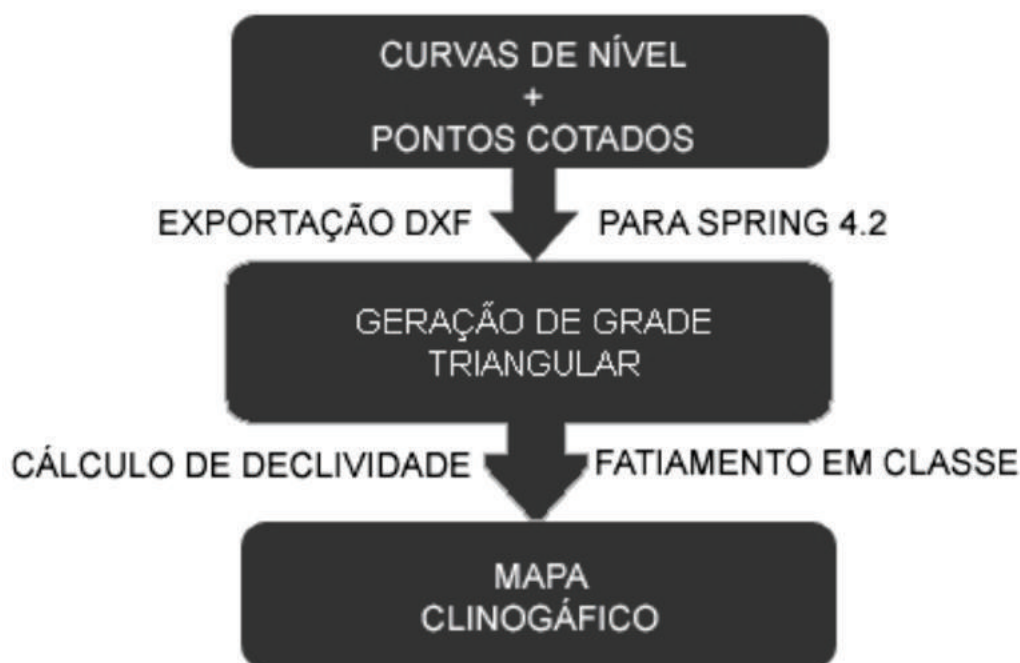 CURVAS DE NÍVEL
+
PONTOS COTADOS
EXPORTAÇÃO DXF PARA SPRING 4.2
GERAÇÃO DE GRADE
TRIANGULAR
CÁLCULO DE DECLIVIDADE FATIAMENTO EM CLASSE
MAPA
CLINOGÁFICO